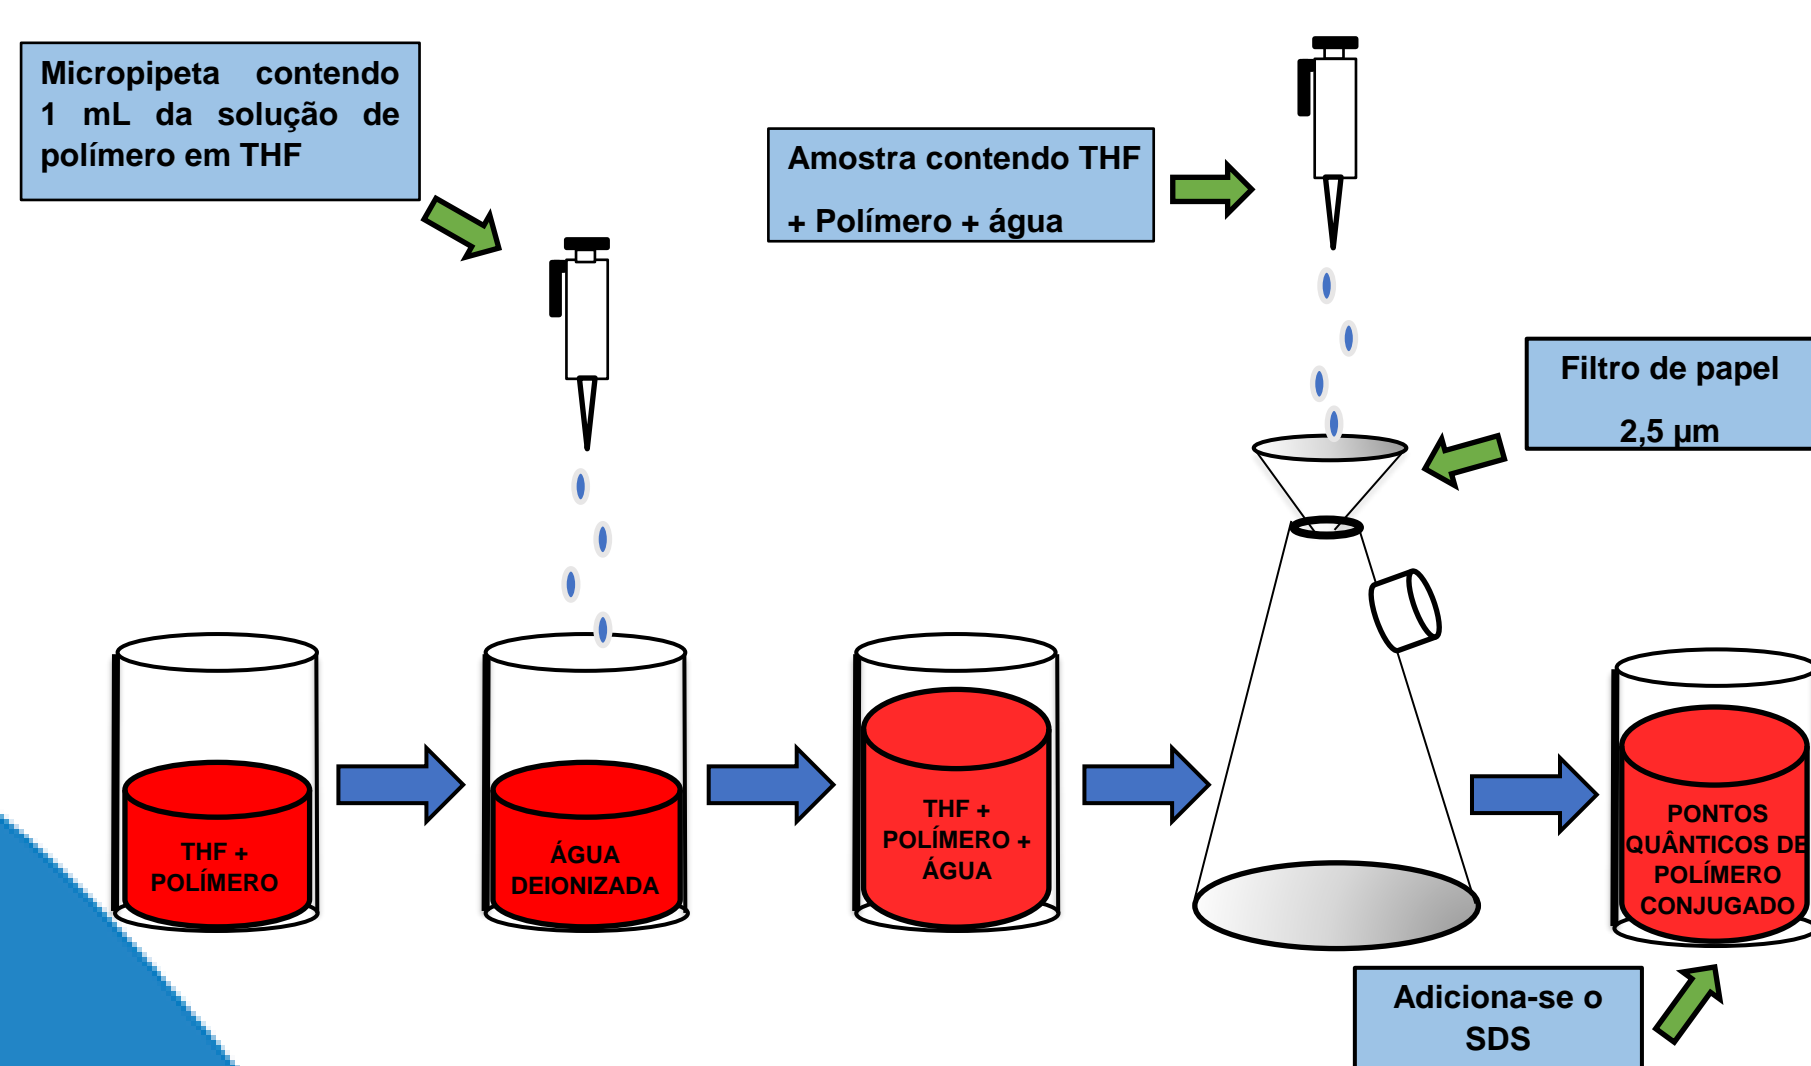 Micropipeta contendo
1 mL da solução de
polímero em THF
Amostra contendo THF
+ Polímero + água
Filtro de papel
2,5 µm
THF +
POLÍMERO
ÁGUA
DEIONIZADA
THF +
POLÍMERO +
ÁGUA
PONTOS
QUÂNTICOS DE
POLÍMERO
CONJUGADO
Adiciona-se o
SDS